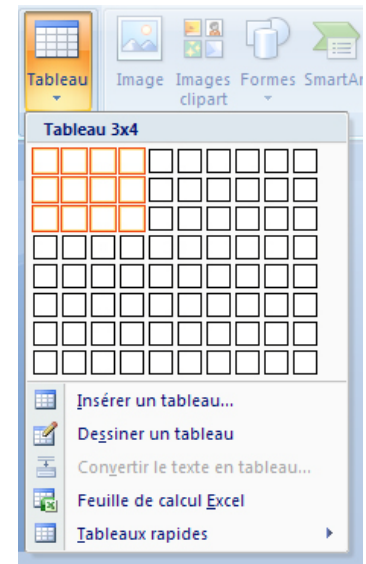 Tableau
Image
Images
clipart
Formes
SmartAr
Tableau 3x4
Insérer un tableau...
Dessiner un tableau
Convertir le texte en tableau...
Feuille de calcul Excel
Tableaux rapides